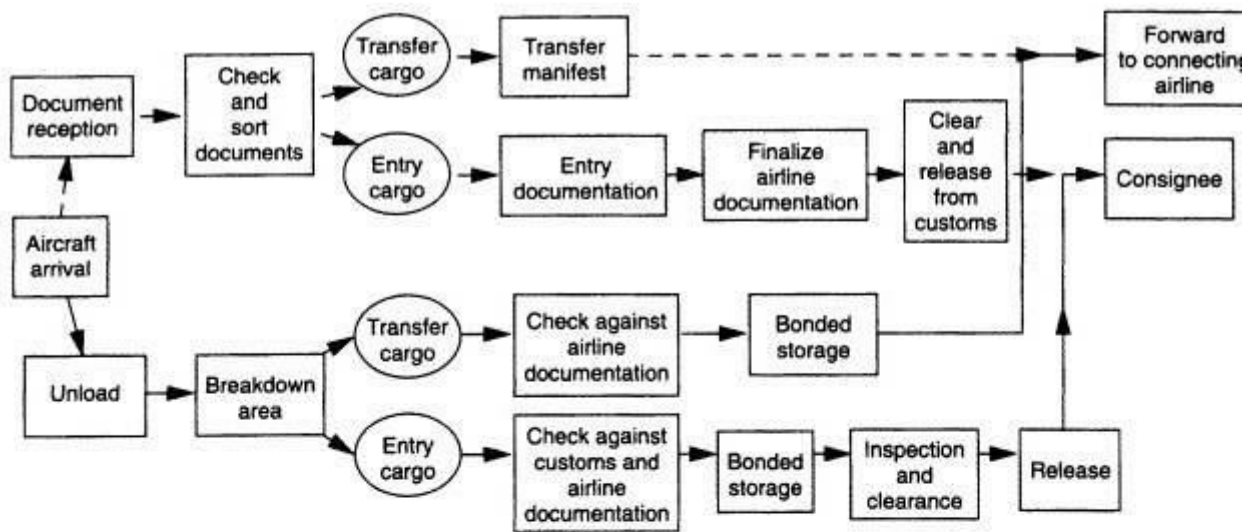 Transfer
cargo
Transfer
manifest
Forward
to connecting
airline
Document
reception
Check
and
sort
documents
Entry
cargo
Entry
documentation
Finalize
airline
documentation
Clear
and
release
from
customs
Consignee
Aircraft
arrival
Unload
Breakdown
area
Transfer
cargo
Check against
airline
documentation
Bonded
storage
Entry
cargo
Check against
customs and
airline
documentation
Bonded
storage
Inspection
and
clearance
Release